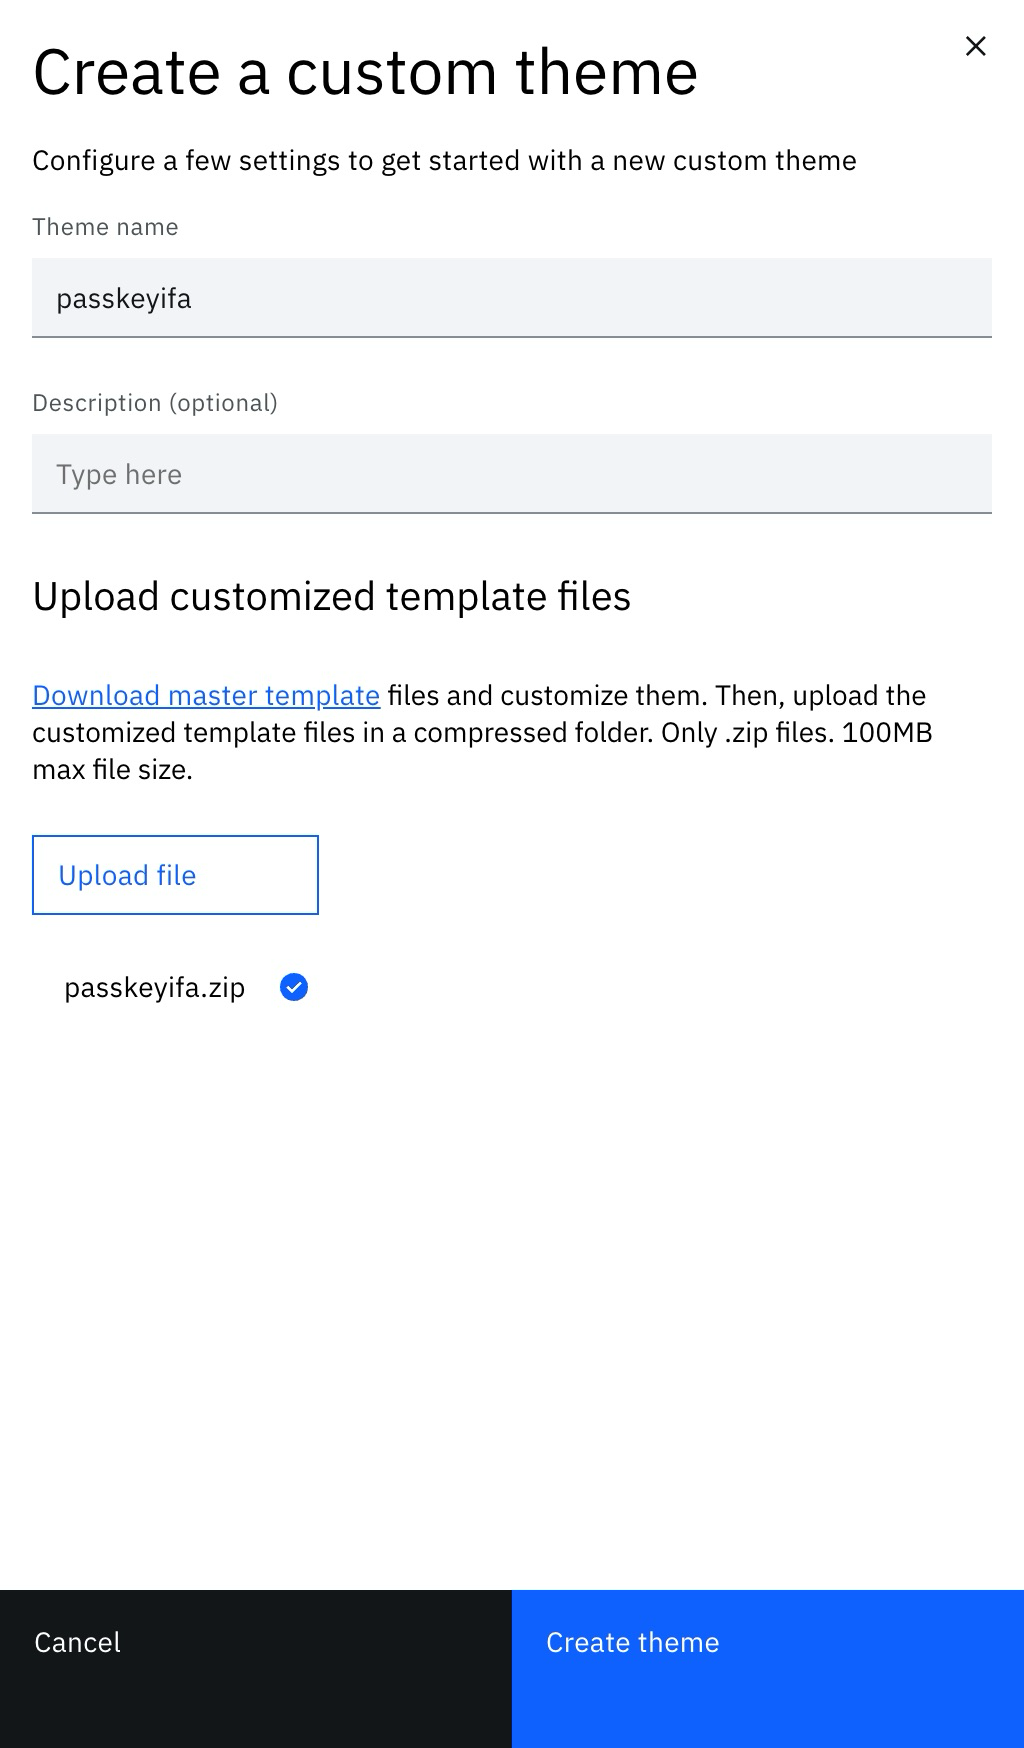 Create a custom theme
Configure a few settings to get started with a new custom theme
Theme name
passkeyifa
Description (optional)
Type here
Upload customized template files
Download master template files and customize them. Then, upload the
customized template files in a compressed folder. Only .zip files. 100MB
max file size.
Upload file
passkeyifa.zip
Cancel
Create theme